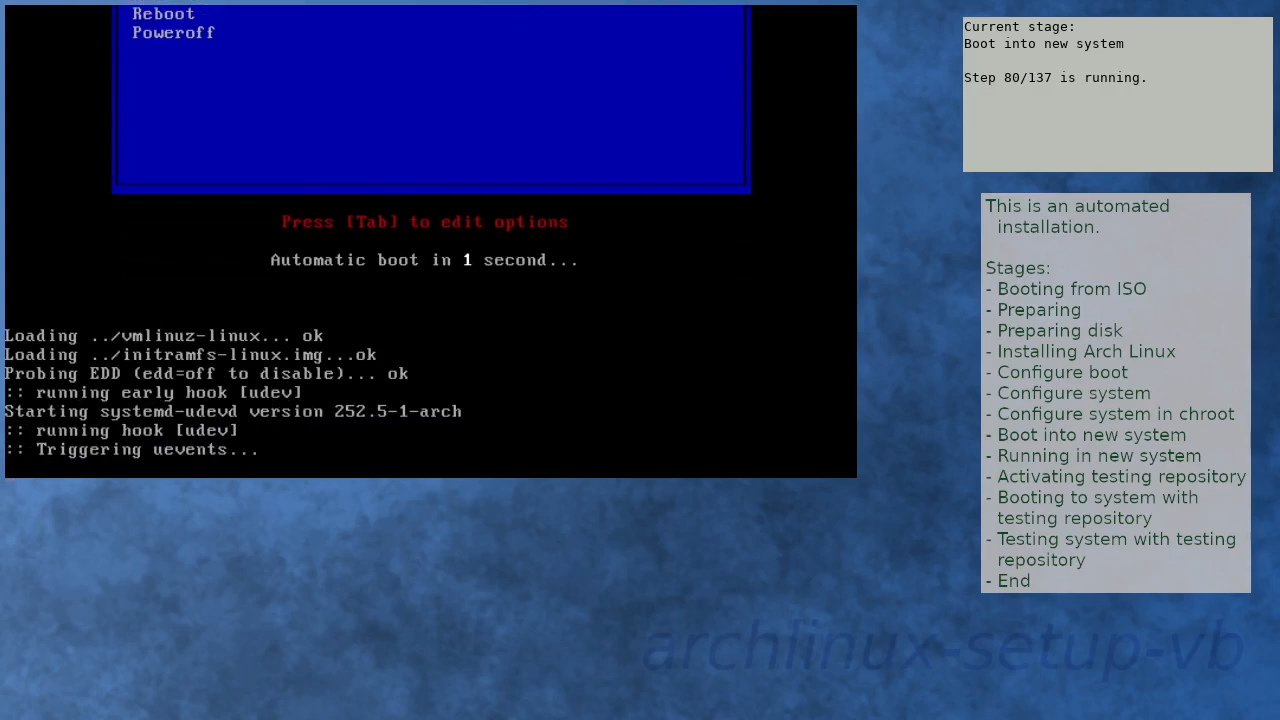 Reboot
Poweroff
Press [Tab] to edit options
Automatic boot in 1 second...
Loading ../vmlinuz-linux... ok
Loading ../initramfs-linux.img...ok
Probing EDD (edd=off to disable)... ok
:: running early hook [udev]
Starting systemd-udevd version 252.5-1-arch
:: running hook [udev]
:: Triggering uevents...
Current stage:
Boot into new system
Step 80/137 is running.
This is an automated
installation.
Stages:
- Booting from ISO
- Preparing
- Preparing disk
- Installing Arch Linux
- Configure boot
- Configure system
- Configure system in chroot
- Boot into new system
- Running in new system
- Activating testing repository
- Booting to system with
testing repository
- Testing system with testing
repository
- End
archlinux-setup-vb